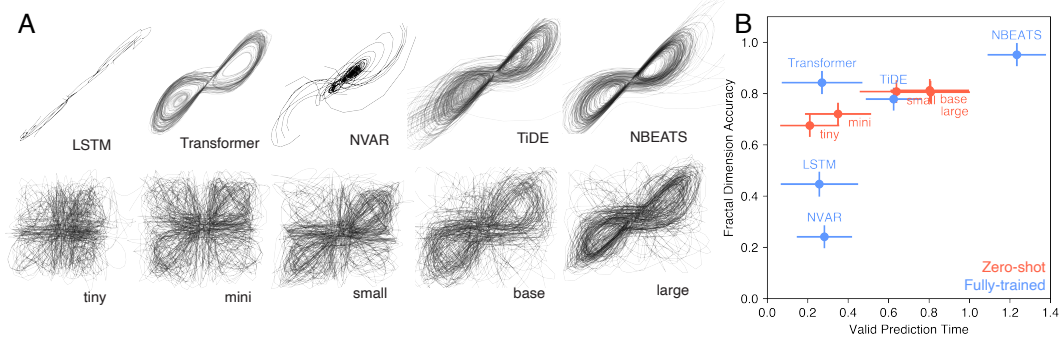 A
LSTM
Transformer
NVAR
TiDE
NBEATS
tiny
mini
small
base
large
B
Fractal Dimension Accuracy
1.0
0.8
0.6
0.4
0.2
0.0
NBEATS
Transformer
TiDE
small
base
large
mini
tiny
LSTM
NVAR
Zero-shot
Fully-trained
0.0 0.2 0.4 0.6 0.8 1.0 1.2 1.4
Valid Prediction Time